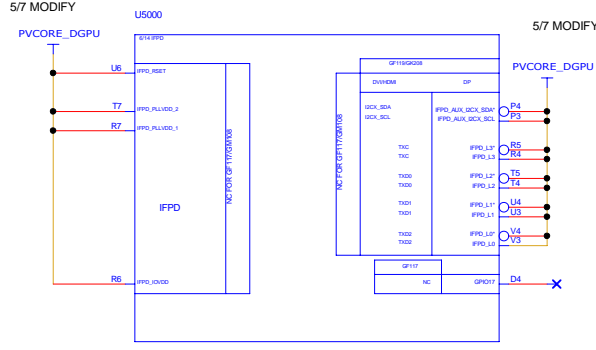 5/7 MODIFY
PVCORE_DGPU
U5000
6/14 IFPD
U6 IFPD_RSET
T7 IFPD_PLLVDD_2
R7 IFPD_PLLVDD_1
IFPD
R6 IFPD_IOVDD
NC FOR GF117/GM108
NC FOR GF117/GM108
GF119/GK208
DVI/HDMI DP
I2CX_SDA IFPD_AUX_I2CX_SDA* P4
I2CX_SCL IFPD_AUX_I2CX_SCL P3
TXC IFPD_L3* R5
TXC IFPD_L3 R4
TXD0 IFPD_L2* T5
TXD0 IFPD_L2 T4
TXD1 IFPD_L1* U4
TXD1 IFPD_L1 U3
TXD2 IFPD_L0* V4
TXD2 IFPD_L0 V3
GF117
NC GPIO17 D4
5/7 MODIFY
PVCORE_DGPU